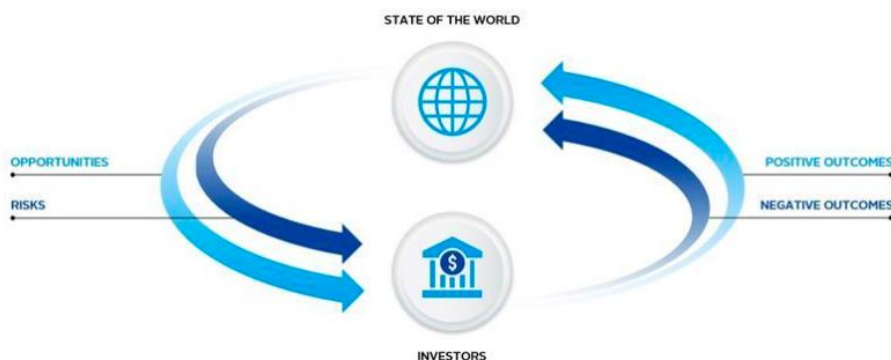 STATE OF THE WORLD
OPPORTUNITIES
POSITIVE OUTCOMES
RISKS
NEGATIVE OUTCOMES
$
INVESTORS